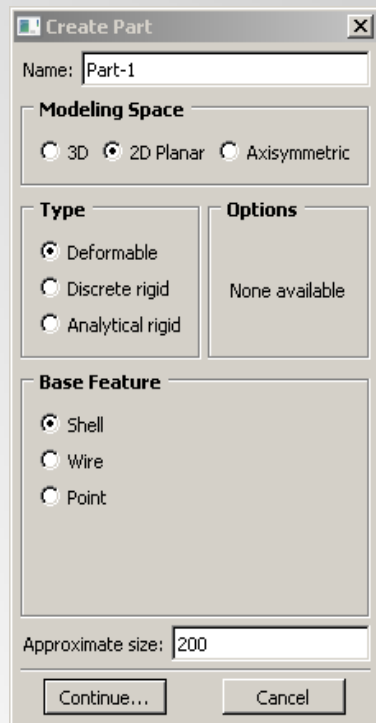 Create Part
Name: Part-1
Modeling Space
3D 2D Planar Axisymmetric
Type
Deformable
Discrete rigid
Analytical rigid
Options
None available
Base Feature
Shell
Wire
Point
Approximate size: 200
Continue... Cancel